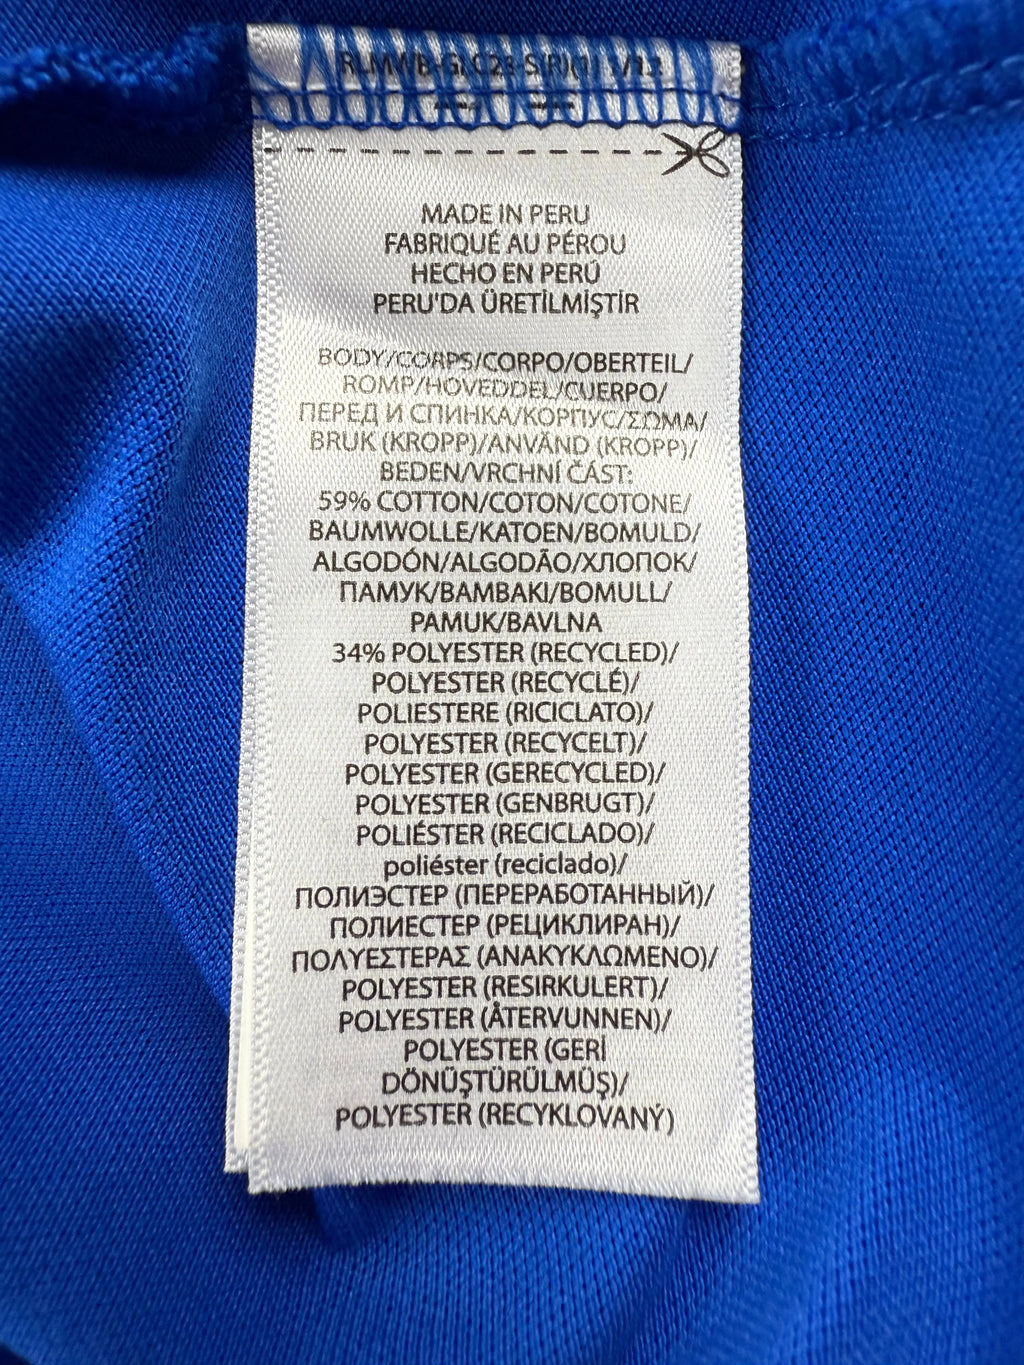 MADE IN PERU
FABRIQUÉ AU PÉROU
HECHO EN PERÚ
PERU'DA ÜRETİLMİŞTİR
BODY/CORPS/CORPO/OBERTEIL/
ROMP/HOVEDDEL/CUERPO/
ПЕРЕД И СПИНКА/КОРПУС/ΣΩΜΑ/
BRUK (KROPP)/ANVÄND (KROPP)/
BEDEN/VRCHNÍ ČÁST:
59% COTTON/COTON/COTONE/
BAUMWOLLE/KATOEN/BOMULD/
ALGODÓN/ALGODÃO/ХЛОПОК/
ПАМУК/ΒΑΜΒΑΚΙ/BOMULL/
PAMUK/BAVLNA
34% POLYESTER (RECYCLED)/
POLYESTER (RECYCLÉ)/
POLIESTERE (RICICLATO)/
POLYESTER (RECYCELT)/
POLYESTER (GERECYCLED)/
POLYESTER (GENBRUGT)/
POLIÉSTER (RECICLADO)/
poliéster (reciclado)/
ПОЛИЭСТЕР (ПЕРЕРАБОТАННЫЙ)/
ПОЛИЕСТЕР (РЕЦИКЛИРАН)/
ΠΟΛΥΕΣΤΕΡΑΣ (ΑΝΑΚΥΚΛΩΜΕΝΟ)/
POLYESTER (RESIRKULERT)/
POLYESTER (ÅTERVUNNEN)/
POLYESTER (GERİ
DÖNÜŞTÜRÜLMÜŞ)/
POLYESTER (RECYKLOVANÝ)